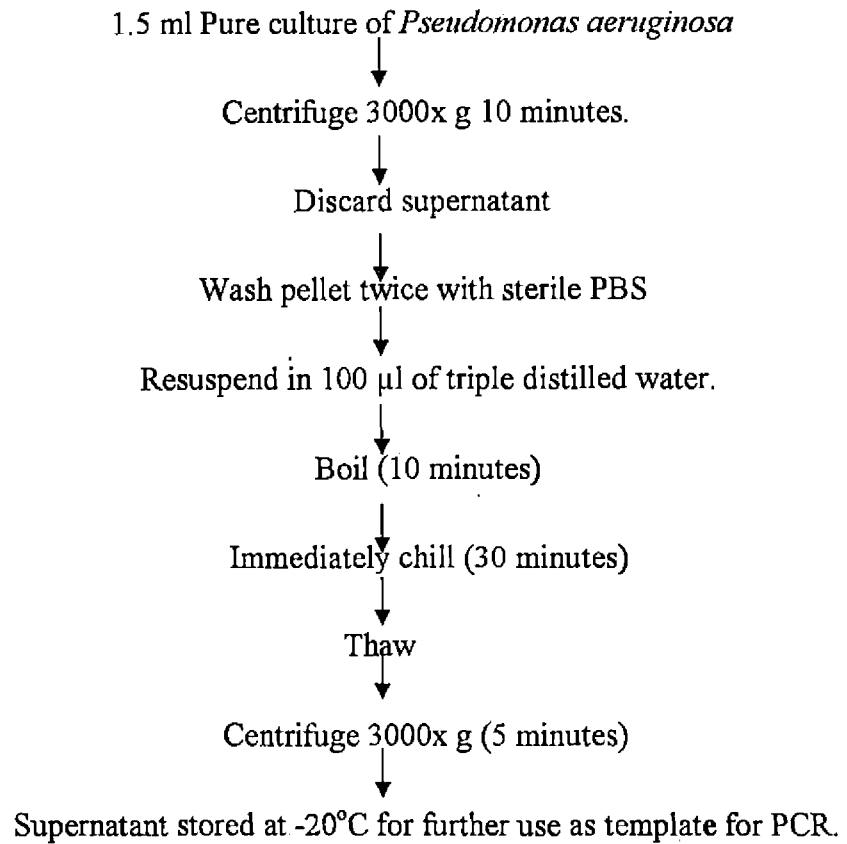 1.5 ml Pure culture of Pseudomonas aeruginosa
Centrifuge 3000x g 10 minutes.
Discard supernatant
Wash pellet twice with sterile PBS
Resuspend in 100 µl of triple distilled water.
Boil (10 minutes)
Immediately chill (30 minutes)
Thaw
Centrifuge 3000x g (5 minutes)
Supernatant stored at -20°C for further use as template for PCR.